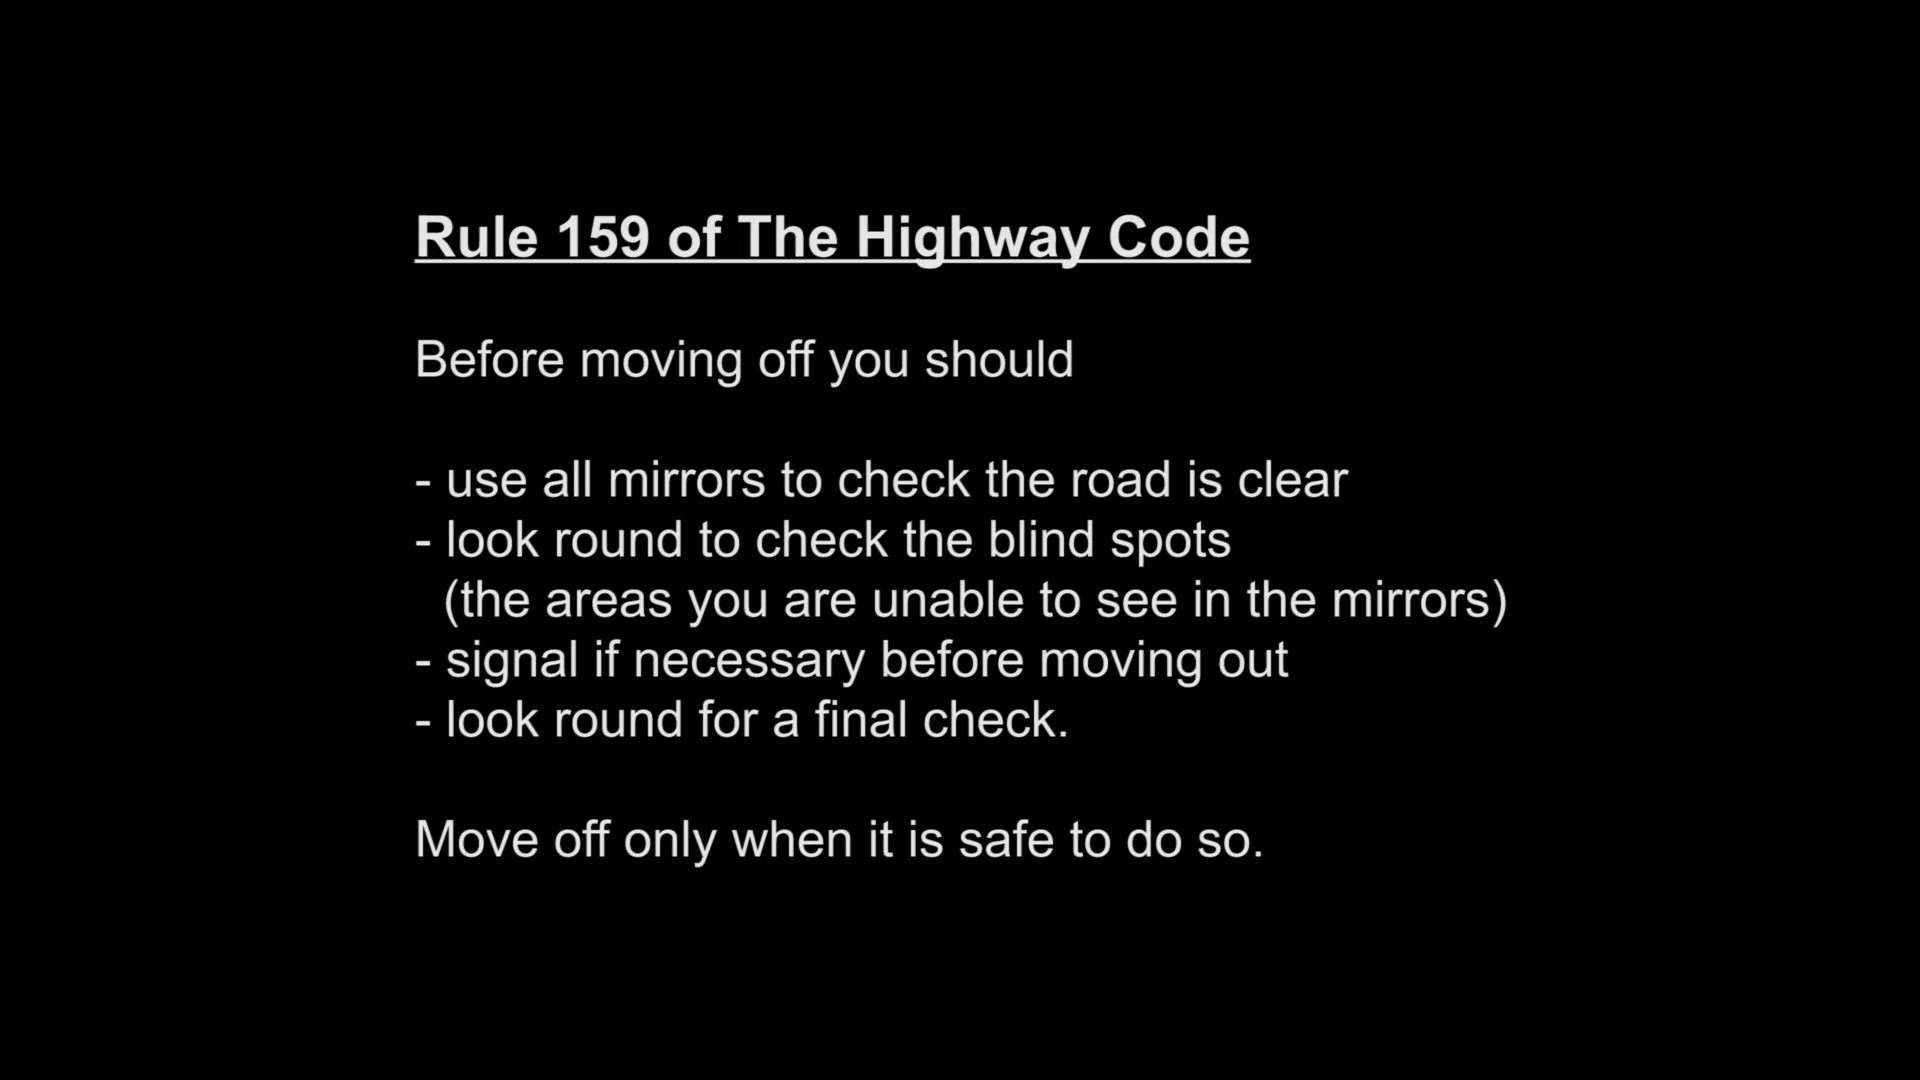 Rule 159 of The Highway Code
Before moving off you should
- use all mirrors to check the road is clear
- look round to check the blind spots
(the areas you are unable to see in the mirrors)
- signal if necessary before moving out
- look round for a final check.
Move off only when it is safe to do so.